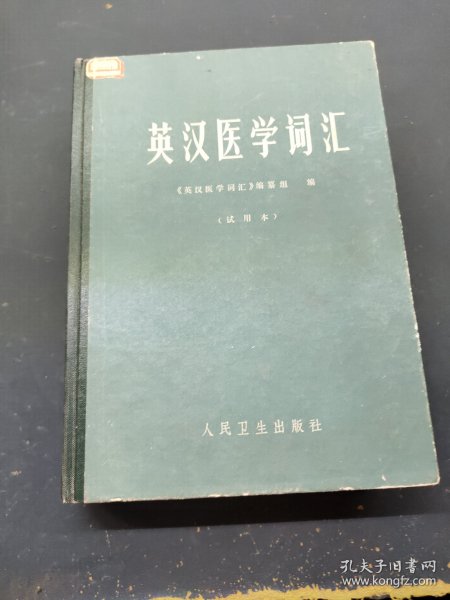 英汉医学词汇
《英汉医学词汇》编纂组 编
（试用本）
人民卫生出版社
孔夫子旧书网
www.kongfz.com